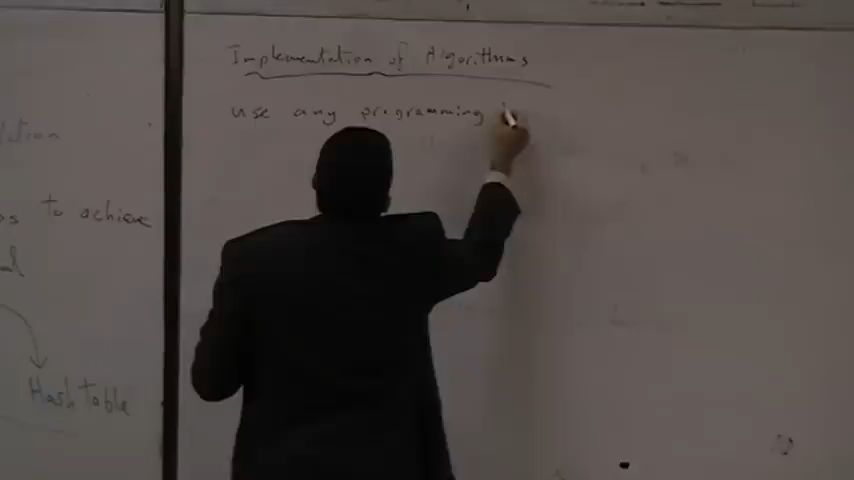 to achieve
Hash Table
Implementation of Algorithms
use any programming